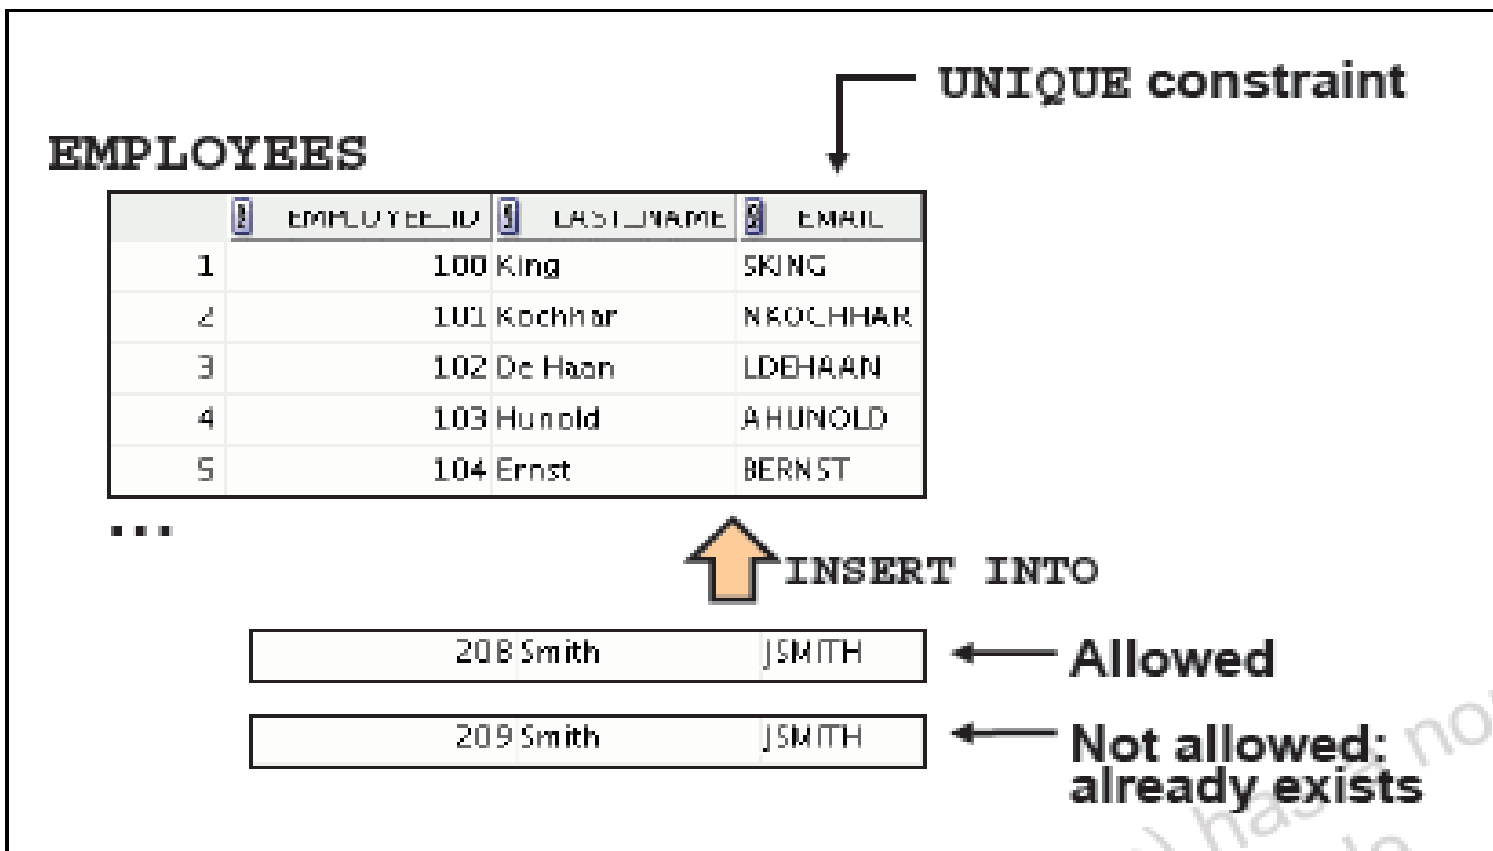 UNIQUE constraint
EMPLOYEES
EMPLOYEE_ID LAST_NAME EMAIL
1 100 King SKING
2 101 Kochhar NKOCHHAR
3 102 De Haan LDEHAAN
4 103 Hunold AHUNOLD
5 104 Ernst BERNST
...
INSERT INTO
208 Smith JSMITH Allowed
209 Smith JSMITH Not allowed:
already exists
has a